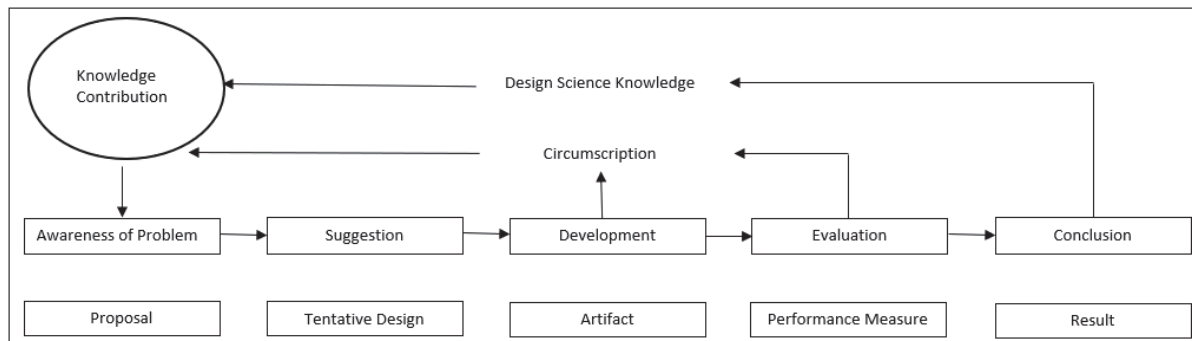 Knowledge
Contribution
Design Science Knowledge
Circumscription
Awareness of Problem
Suggestion
Development
Evaluation
Conclusion
Proposal
Tentative Design
Artifact
Performance Measure
Result